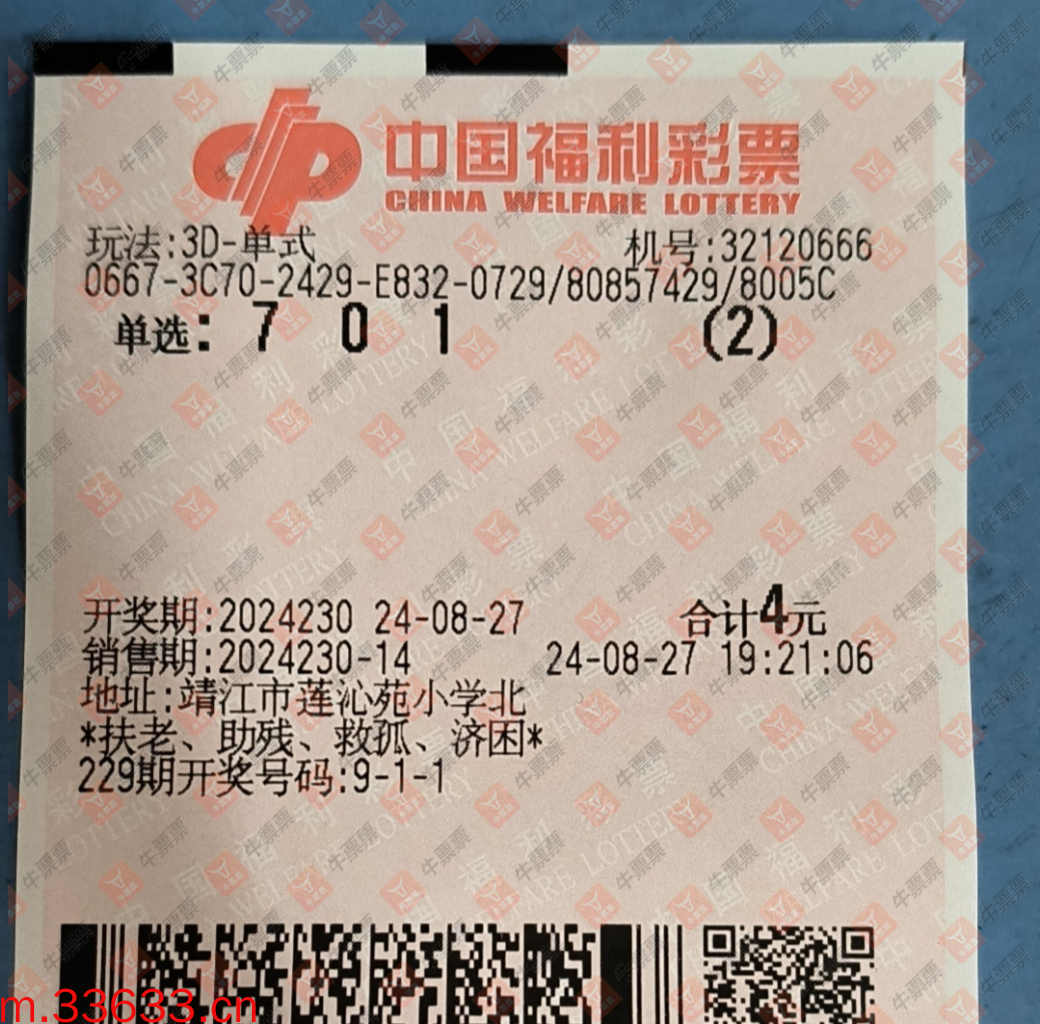 中国福利彩票
CHINA WELFARE LOTTERY
玩法:3D-单式 机号:32120666
0667-3C70-2429-E832-0729/80857429/8005C
单选: 7 0 1 (2)
开奖期:2024230 24-08-27 合计4元
销售期:2024230-14 24-08-27 19:21:06
地址:靖江市莲沁苑小学北
*扶老、助残、救孤、济困*
229期开奖号码:9-1-1
m.33633.cn
牛票票